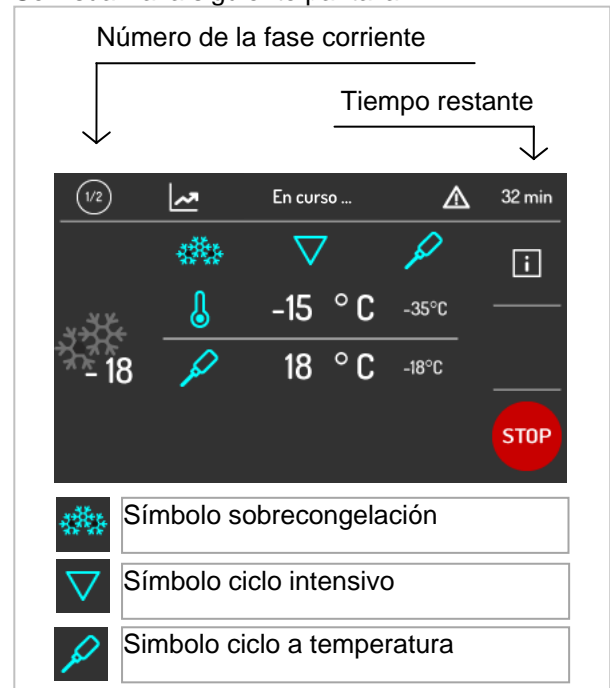 Número de la fase corriente
Tiempo restante
1/2 En curso ... 32 min
i
-15 °C -35°C
-18 18 °C -18°C
STOP
Símbolo sobrecongelación
Símbolo ciclo intensivo
Simbolo ciclo a temperatura